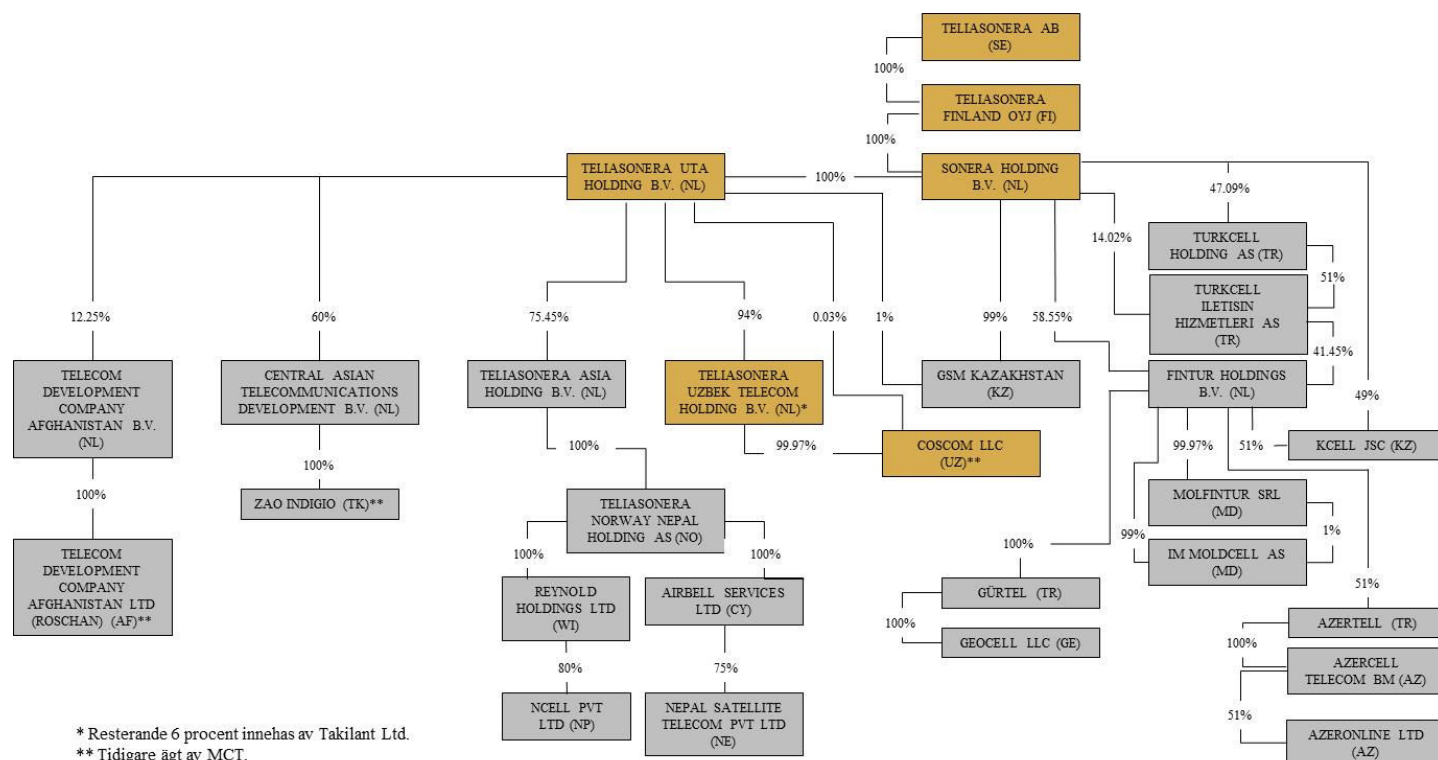 TELIASONERA AB
(SE)
100%
TELIASONERA
FINLAND OYJ (FI)
100%
TELIASONERA UTA
HOLDING B.V. (NL)
100%
SONERA HOLDING
B.V. (NL)
47.09%
14.02%
TURKCELL
HOLDING AS (TR)
51%
TURKCELL
ILETISIN
HIZMETLERI AS
(TR)
12.25%
60%
75.45%
94%
0.03%
1%
99%
58.55%
41.45%
49%
TELECOM
DEVELOPMENT
COMPANY
AFGHANISTAN B.V.
(NL)
CENTRAL ASIAN
TELECOMMUNICATIONS
DEVELOPMENT B.V. (NL)
TELIASONERA ASIA
HOLDING B.V. (NL)
TELIASONERA
UZBEK TELECOM
HOLDING B.V. (NL)*
GSM KAZAKHSTAN
(KZ)
FINTUR HOLDINGS
B.V. (NL)
100%
100%
100%
99.97%
COSCOM LLC
(UZ)**
99.97%
51%
KCELL JSC (KZ)
ZAO INDIGIO (TK)**
TELIASONERA
NORWAY NEPAL
HOLDING AS (NO)
MOLFINTUR SRL
(MD)
1%
99%
IM MOLDCELL AS
(MD)
TELECOM
DEVELOPMENT
COMPANY
AFGHANISTAN LTD
(ROSCHAN) (AF)**
100%
100%
100%
51%
REYNOLD
HOLDINGS LTD
(WI)
AIRBELL SERVICES
LTD (CY)
GÜRTEL (TR)
100%
GEOCELL LLC (GE)
AZERTELL (TR)
100%
AZERCELL
TELECOM BM (AZ)
80%
75%
51%
NCELL PVT
LTD (NP)
NEPAL SATELLITE
TELECOM PVT LTD
(NE)
AZERONLINE LTD
(AZ)
* Resterande 6 procent innehas av Takilant Ltd.
** Tidigare ägt av MCT.